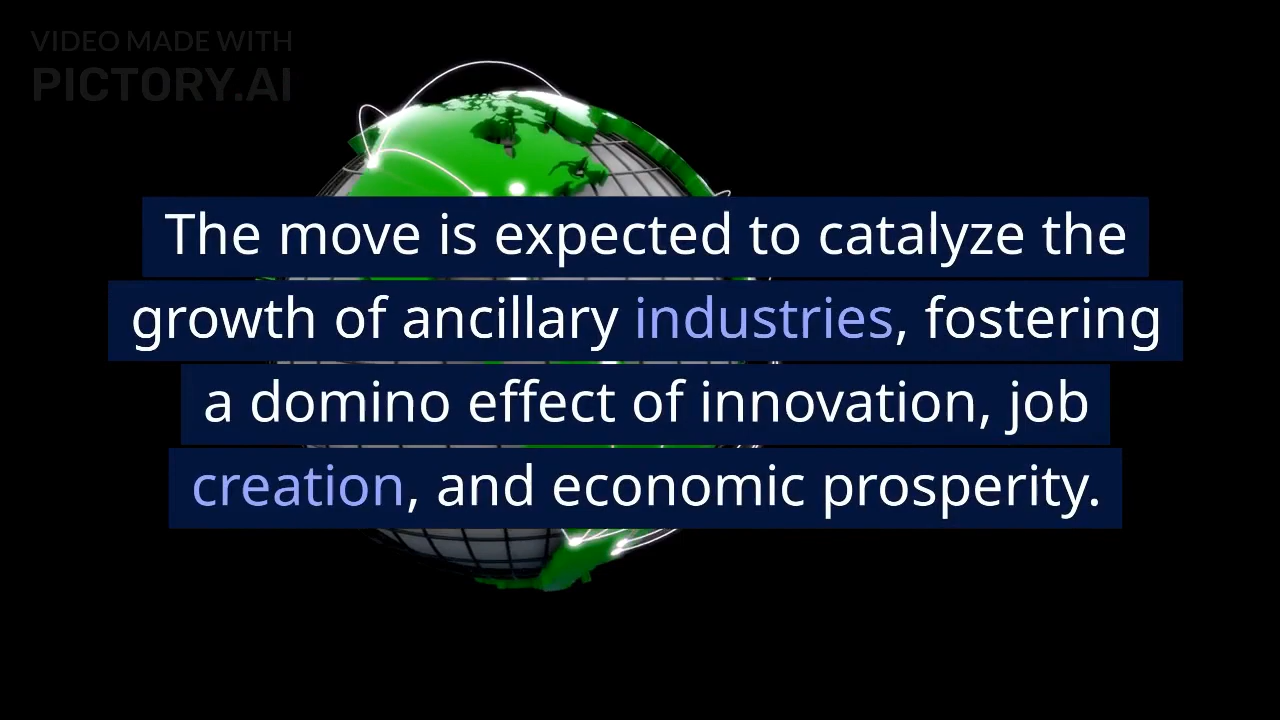 VIDEO MADE WITH
PICTORY.AI
The move is expected to catalyze the
growth of ancillary industries, fostering
a domino effect of innovation, job
creation, and economic prosperity.